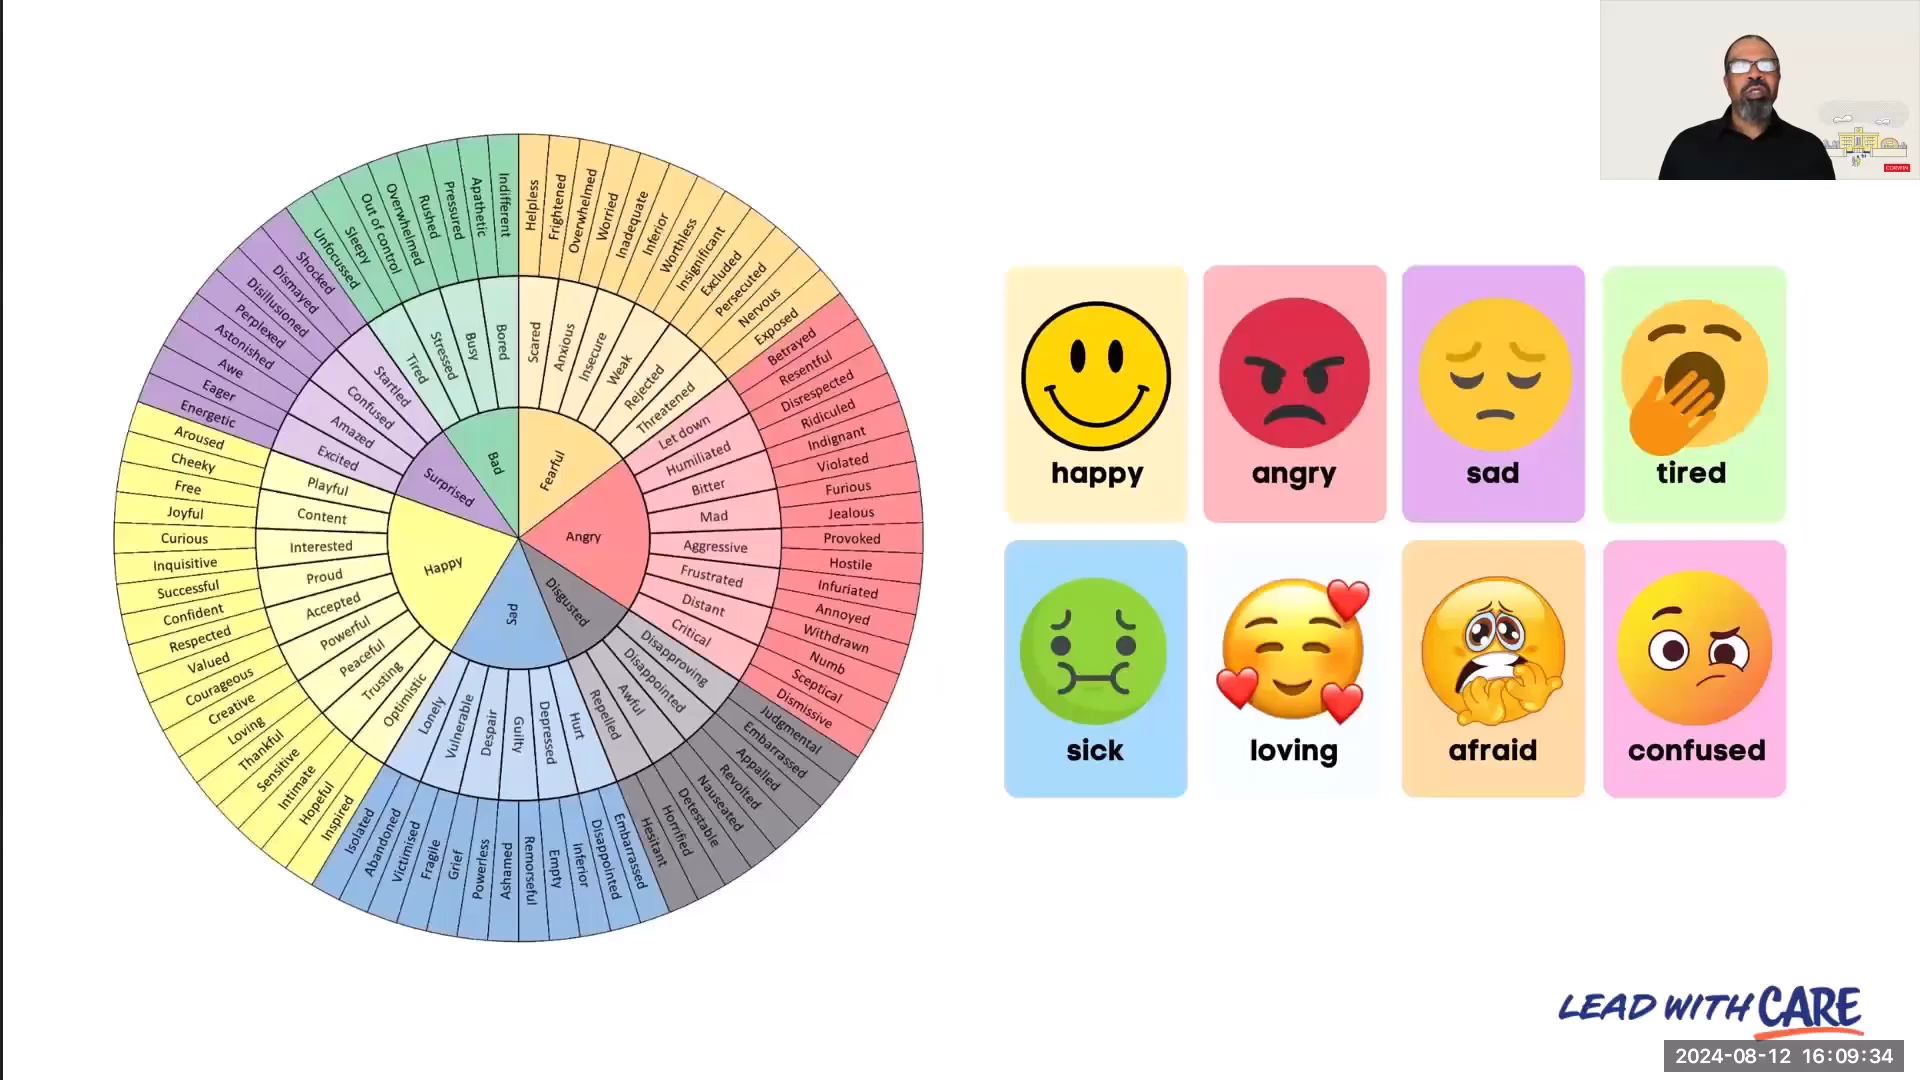 Helpless
Frightened
Overwhelmed
Worried
Inadequate
Inferior
Worthless
Insignificant
Excluded
Persecuted
Nervous
Exposed
Betrayed
Resentful
Disrespected
Ridiculed
Indignant
Violated
Furious
Jealous
Provoked
Hostile
Infuriated
Annoyed
Withdrawn
Numb
Sceptical
Dismissive
Judgmental
Embarrassed
Appalled
Revolted
Nauseated
Detestable
Horrified
Hesitant
Embarrassed
Disappointed
Inferior
Empty
Remorseful
Ashamed
Powerless
Grief
Fragile
Victimised
Abandoned
Isolated
Inspired
Hopeful
Intimate
Sensitive
Thankful
Loving
Creative
Courageous
Valued
Respected
Confident
Successful
Inquisitive
Curious
Joyful
Free
Cheeky
Aroused
Energetic
Eager
Awe
Astonished
Perplexed
Disillusioned
Dismayed
Shocked
Unfocussed
Sleepy
Out of control
Overwhelmed
Rushed
Pressured
Apathetic
Indifferent
Scared
Anxious
Insecure
Weak
Rejected
Threatened
Let down
Humiliated
Bitter
Mad
Aggressive
Frustrated
Distant
Critical
Disapproving
Disappointed
Awful
Repelled
Hurt
Depressed
Guilty
Despair
Vulnerable
Lonely
Optimistic
Trusting
Peaceful
Powerful
Accepted
Proud
Interested
Content
Playful
Excited
Amazed
Confused
Startled
Tired
Stressed
Busy
Bored
Fearful
Angry
Disgusted
Sad
Happy
Surprised
Bad
happy
angry
sad
tired
sick
loving
afraid
confused
CORWIN
LEAD WITH CARE
2024-08-12 16:09:34